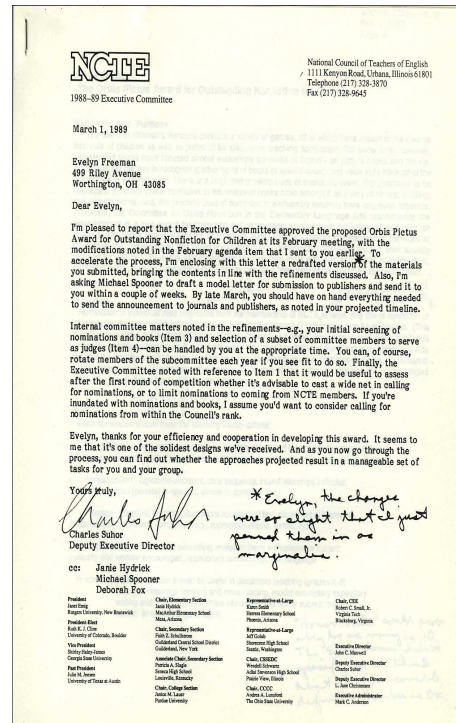 NCTE
National Council of Teachers of English
1111 Kenyon Road, Urbana, Illinois 61801
Telephone (217) 328-3870
Fax (217) 328-9645
1988-89 Executive Committee
March 1, 1989
Evelyn Freeman
499 Riley Avenue
Worthington, OH 43085
Dear Evelyn,
I'm pleased to report that the Executive Committee approved the proposed Orbis Pictus
Award for Outstanding Nonfiction for Children at its February meeting, with the
modifications noted in the February agenda item that I sent to you earlier. To
accelerate the process, I'm enclosing with this letter a redrafted version* of the materials
you submitted, bringing the contents in line with the refinements discussed. Also, I'm
asking Michael Spooner to draft a model letter for submission to publishers and send it to
you within a couple of weeks. By late March, you should have on hand everything needed
to send the announcement to journals and publishers, as noted in your projected timeline.
Internal committee matters noted in the refinements--e.g., your initial screening of
nominations and books (Item 3) and selection of a subset of committee members to serve
as judges (Item 4)--can be handled by you at the appropriate time. You can, of course,
rotate members of the subcommittee each year if you see fit to do so. Finally, the
Executive Committee noted with reference to Item 1 that it would be useful to assess
after the first round of competition whether it's advisable to cast a wide net in calling
for nominations, or to limit nominations to coming from NCTE members. If you're
inundated with nominations and books, I assume you'd want to consider calling for
nominations from within the Council's rank.
Evelyn, thanks for your efficiency and cooperation in developing this award. It seems to
me that it's one of the solidest designs we've received. And as you now go through the
process, you can find out whether the approaches projected result in a manageable set of
tasks for you and your group.
Yours truly,
Charles Suhor
Charles Suhor
Deputy Executive Director
* Evelyn, the changes
were so slight that I just
penned them in as
marginalia.
cc: Janie Hydrick
Michael Spooner
Deborah Fox
President
Janet Emig
Rutgers University, New Brunswick
President-Elect
Ruth K. J. Cline
University of Colorado, Boulder
Vice President
Shirley Haley-James
Georgia State University
Past President
Julie M. Jensen
University of Texas at Austin
Chair, Elementary Section
Janie Hydrick
MacArthur Elementary School
Mesa, Arizona
Chair, Secondary Section
Faith Z. Schullstrom
Guilderland Central School District
Guilderland, New York
Associate Chair, Secondary Section
Patricia A. Slagle
Seneca High School
Louisville, Kentucky
Chair, College Section
Janice M. Lauer
Purdue University
Representative-at-Large
Karen Smith
Herrera Elementary School
Phoenix, Arizona
Representative-at-Large
Jeff Golub
Shorecrest High School
Seattle, Washington
Chair, CSSEDC
Wendell Schwartz
Adlai Stevenson High School
Prairie View, Illinois
Chair, CCCC
Andrea A. Lunsford
The Ohio State University
Chair, CEE
Robert C. Small, Jr.
Virginia Tech
Blacksburg, Virginia
Executive Director
John C. Maxwell
Deputy Executive Director
Charles Suhor
Deputy Executive Director
L. Jane Christensen
Executive Administrator
Mark C. Anderson